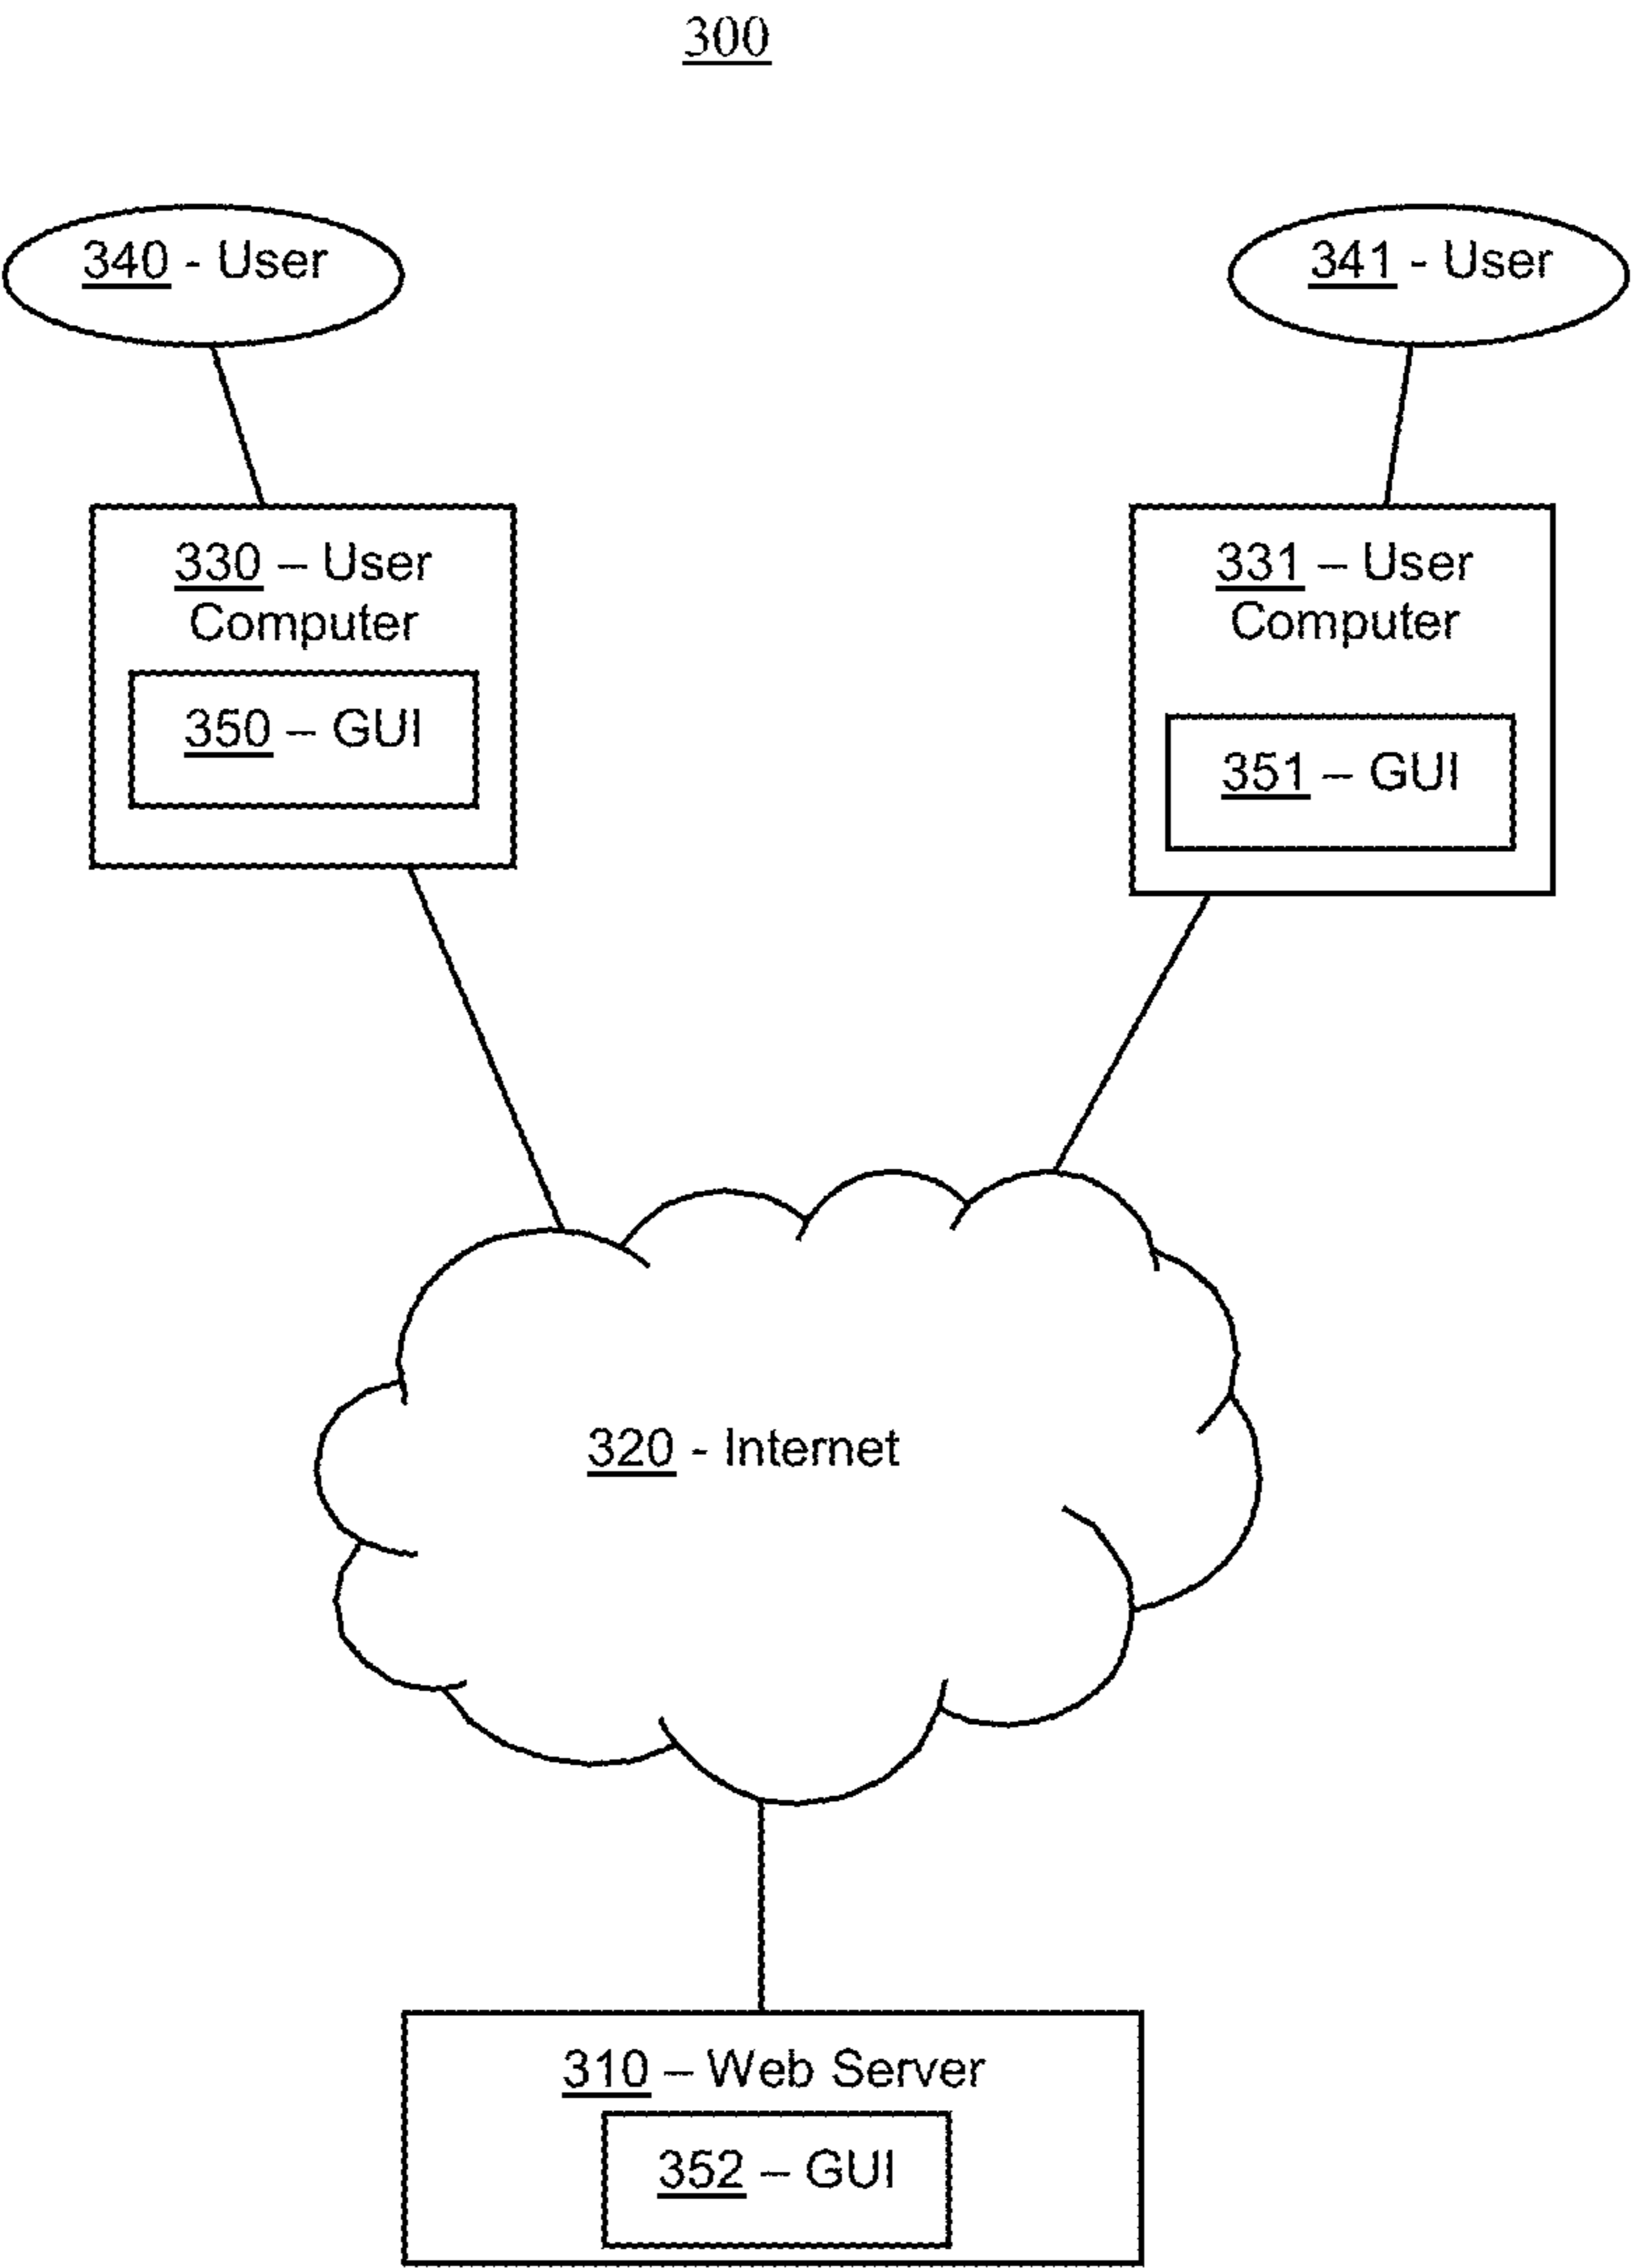 300
340 - User
341 - User
330 – User
Computer
350 – GUI
331 – User
Computer
351 – GUI
320 - Internet
310 – Web Server
352 – GUI